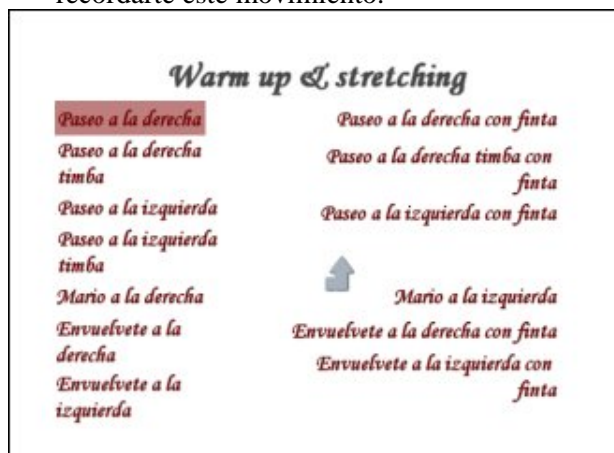 recordarte este movimiento.
Warm up & stretching
Paseo a la derecha
Paseo a la derecha
timba
Paseo a la izquierda
Paseo a la izquierda
timba
Mario a la derecha
Envuelvete a la
derecha
Envuelvete a la
izquierda
Paseo a la derecha con finta
Paseo a la derecha timba con
finta
Paseo a la izquierda con finta
Mario a la izquierda
Envuelvete a la derecha con finta
Envuelvete a la izquierda con
finta